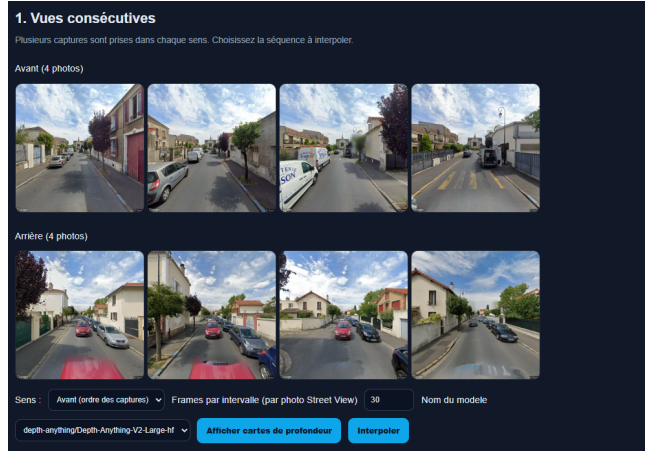 1. Vues consécutives
Plusieurs captures sont prises dans chaque sens. Choisissez la séquence à interpoler.
Avant (4 photos)
SON
Arrière (4 photos)
Sens : Avant (ordre des captures) Frames par intervalle (par photo Street View) 30 Nom du modele
depth-anything/Depth-Anything-V2-Large-hf Afficher cartes de profondeur Interpoler